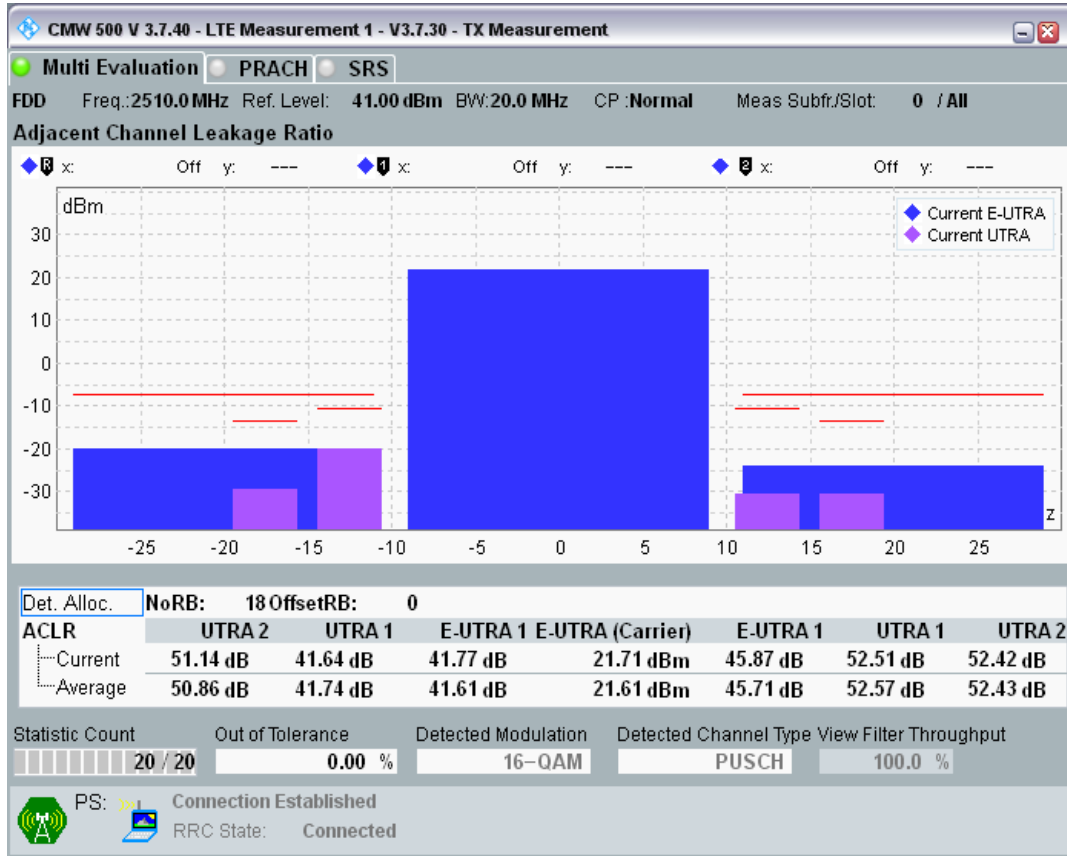 CMW 500 V 3.7.40 - LTE Measurement 1 - V3.7.30 - TX Measurement
Multi Evaluation PRACH SRS
FDD Freq.:2510.0 MHz Ref. Level: 41.00 dBm BW:20.0 MHz CP :Normal Meas Subfr./Slot: 0 / All
Adjacent Channel Leakage Ratio
R x: Off y: --- 1 x: Off y: --- 2 x: Off y: ---
dBm
Current E-UTRA
Current UTRA
30
20
10
0
-10
-20
-30
z
-25 -20 -15 -10 -5 0 5 10 15 20 25
Det. Alloc. NoRB: 18 OffsetRB: 0
ACLR UTRA 2 UTRA 1 E-UTRA 1 E-UTRA (Carrier) E-UTRA 1 UTRA 1 UTRA 2
Current 51.14 dB 41.64 dB 41.77 dB 21.71 dBm 45.87 dB 52.51 dB 52.42 dB
Average 50.86 dB 41.74 dB 41.61 dB 21.61 dBm 45.71 dB 52.57 dB 52.43 dB
Statistic Count Out of Tolerance Detected Modulation Detected Channel Type View Filter Throughput
20 / 20 0.00 % 16-QAM PUSCH 100.0 %
PS: Connection Established
RRC State: Connected